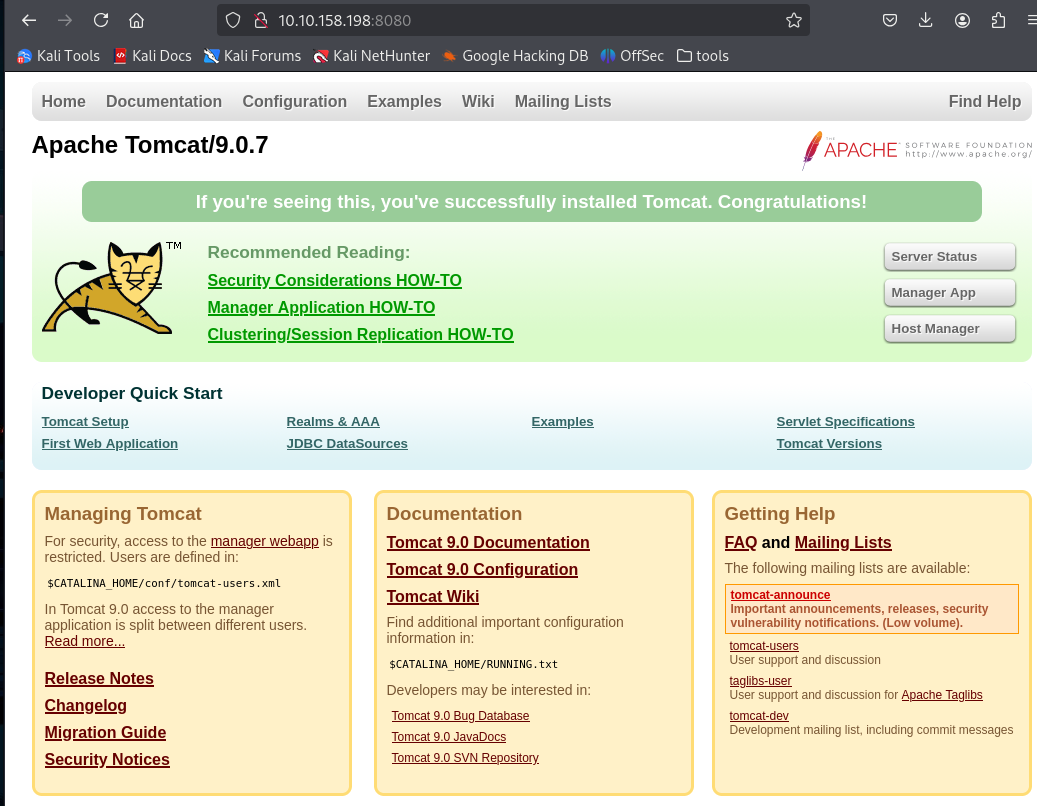 10.10.158.198:8080
Kali Tools Kali Docs Kali Forums Kali NetHunter Google Hacking DB OffSec tools
Home Documentation Configuration Examples Wiki Mailing Lists Find Help
Apache Tomcat/9.0.7
THE APACHE SOFTWARE FOUNDATION
http://www.apache.org/
If you're seeing this, you've successfully installed Tomcat. Congratulations!
TM
Recommended Reading:
Security Considerations HOW-TO
Manager Application HOW-TO
Clustering/Session Replication HOW-TO
Server Status
Manager App
Host Manager
Developer Quick Start
Tomcat Setup
First Web Application
Realms & AAA
JDBC DataSources
Examples
Servlet Specifications
Tomcat Versions
Managing Tomcat
For security, access to the manager webapp is
restricted. Users are defined in:
$CATALINA_HOME/conf/tomcat-users.xml
In Tomcat 9.0 access to the manager
application is split between different users.
Read more...
Release Notes
Changelog
Migration Guide
Security Notices
Documentation
Tomcat 9.0 Documentation
Tomcat 9.0 Configuration
Tomcat Wiki
Find additional important configuration
information in:
$CATALINA_HOME/RUNNING.txt
Developers may be interested in:
Tomcat 9.0 Bug Database
Tomcat 9.0 JavaDocs
Tomcat 9.0 SVN Repository
Getting Help
FAQ and Mailing Lists
The following mailing lists are available:
tomcat-announce
Important announcements, releases, security
vulnerability notifications. (Low volume).
tomcat-users
User support and discussion
taglibs-user
User support and discussion for Apache Taglibs
tomcat-dev
Development mailing list, including commit messages